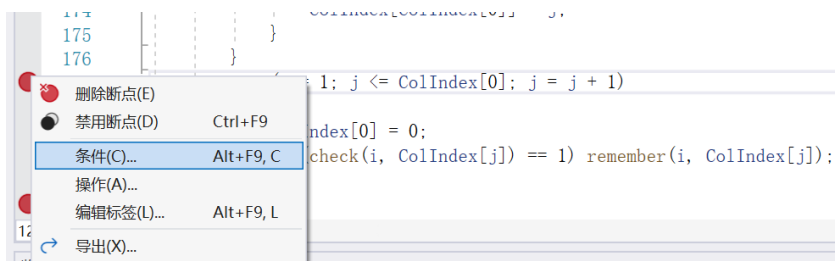 174 ColIndex[ColIndex[0]] = j;
175 }
176 }
= 1; j <= ColIndex[0]; j = j + 1)
删除断点(E)
禁用断点(D) Ctrl+F9
ndex[0] = 0;
条件(C)... Alt+F9, C
check(i, ColIndex[j]) == 1) remember(i, ColIndex[j]);
操作(A)...
编辑标签(L)... Alt+F9, L
12
导出(X)...